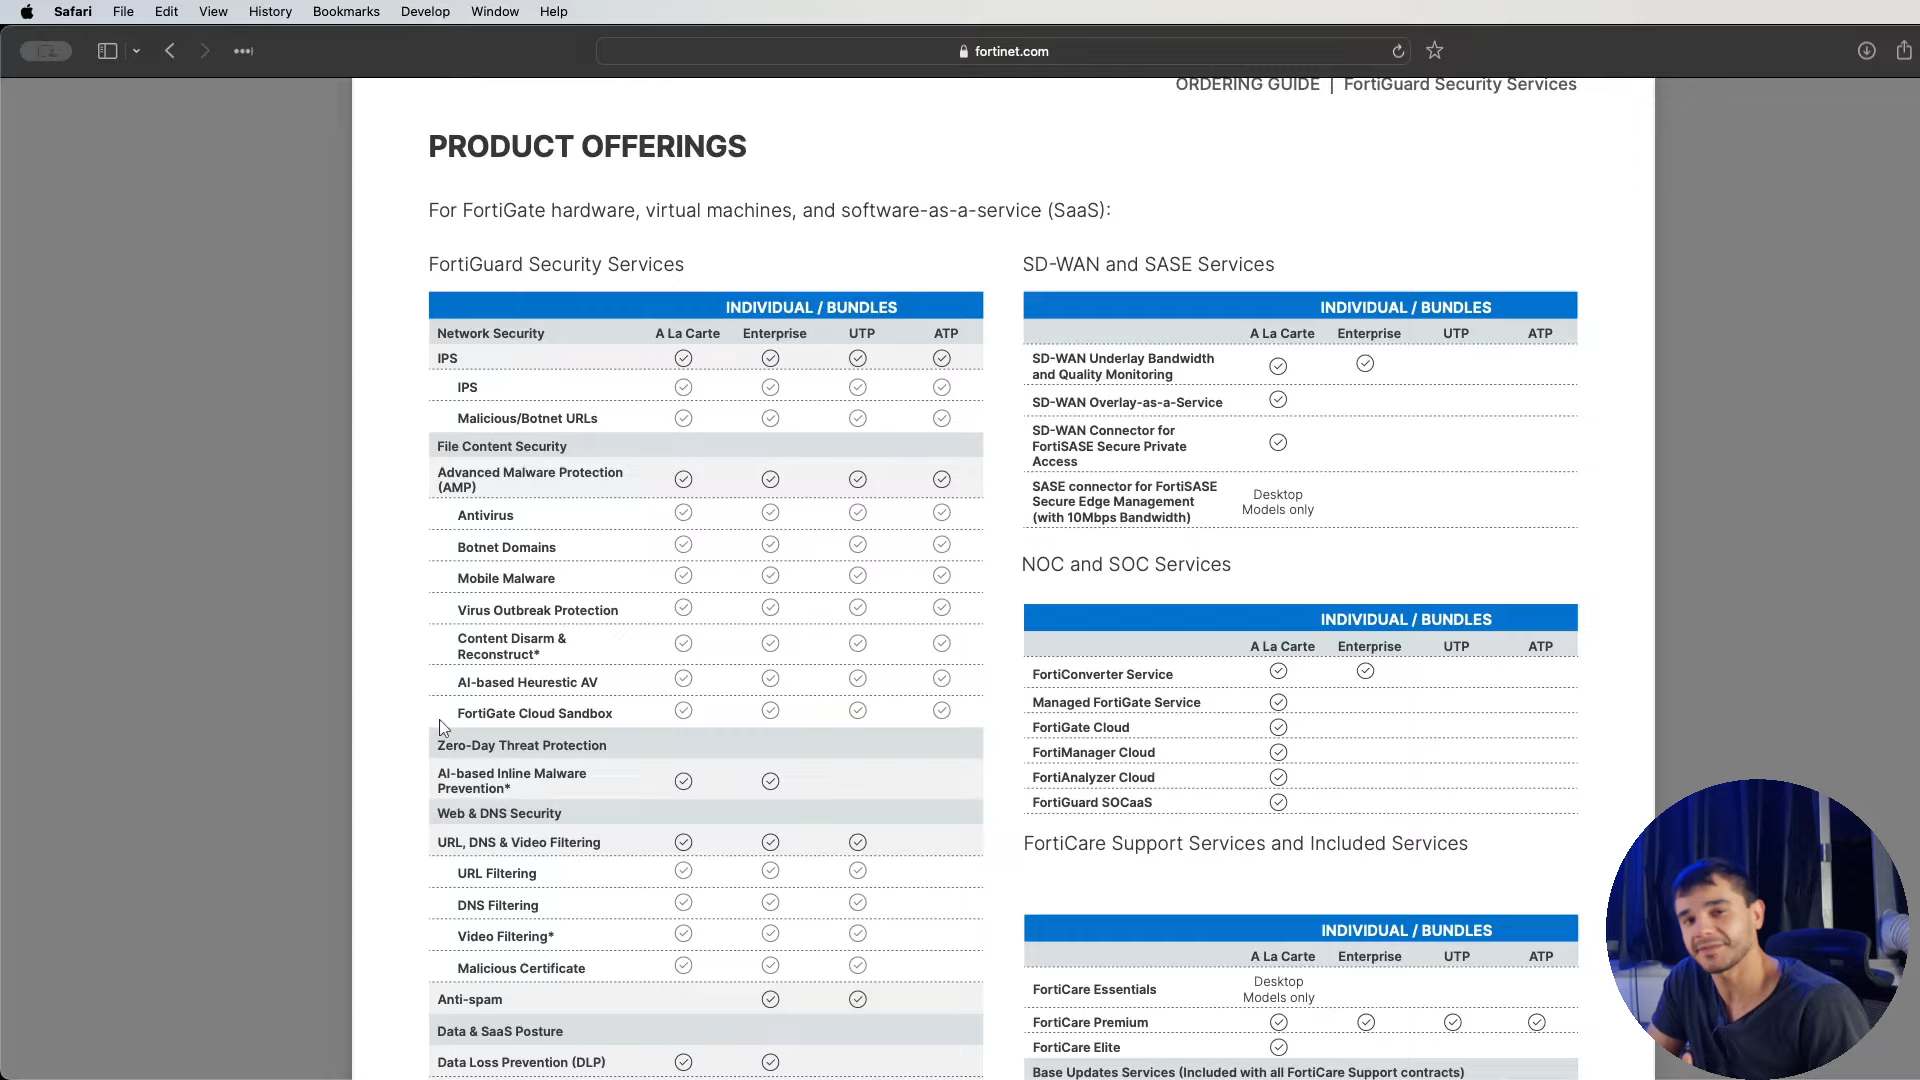 Safari File Edit View History Bookmarks Develop Window Help
fortinet.com
ORDERING GUIDE | FortiGuard Security Services
PRODUCT OFFERINGS
For FortiGate hardware, virtual machines, and software-as-a-service (SaaS):
FortiGuard Security Services
INDIVIDUAL / BUNDLES
Network Security A La Carte Enterprise UTP ATP
IPS
IPS
Malicious/Botnet URLs
File Content Security
Advanced Malware Protection
(AMP)
Antivirus
Botnet Domains
Mobile Malware
Virus Outbreak Protection
Content Disarm &
Reconstruct*
AI-based Heurestic AV
FortiGate Cloud Sandbox
Zero-Day Threat Protection
AI-based Inline Malware
Prevention*
Web & DNS Security
URL, DNS & Video Filtering
URL Filtering
DNS Filtering
Video Filtering*
Malicious Certificate
Anti-spam
Data & SaaS Posture
Data Loss Prevention (DLP)
SD-WAN and SASE Services
INDIVIDUAL / BUNDLES
A La Carte Enterprise UTP ATP
SD-WAN Underlay Bandwidth
and Quality Monitoring
SD-WAN Overlay-as-a-Service
SD-WAN Connector for
FortiSASE Secure Private
Access
SASE connector for FortiSASE
Secure Edge Management
(with 10Mbps Bandwidth)
Desktop
Models only
NOC and SOC Services
INDIVIDUAL / BUNDLES
A La Carte Enterprise UTP ATP
FortiConverter Service
Managed FortiGate Service
FortiGate Cloud
FortiManager Cloud
FortiAnalyzer Cloud
FortiGuard SOCaaS
FortiCare Support Services and Included Services
INDIVIDUAL / BUNDLES
A La Carte Enterprise UTP ATP
FortiCare Essentials
Desktop
Models only
FortiCare Premium
FortiCare Elite
Base Updates Services (Included with all FortiCare Support contracts)